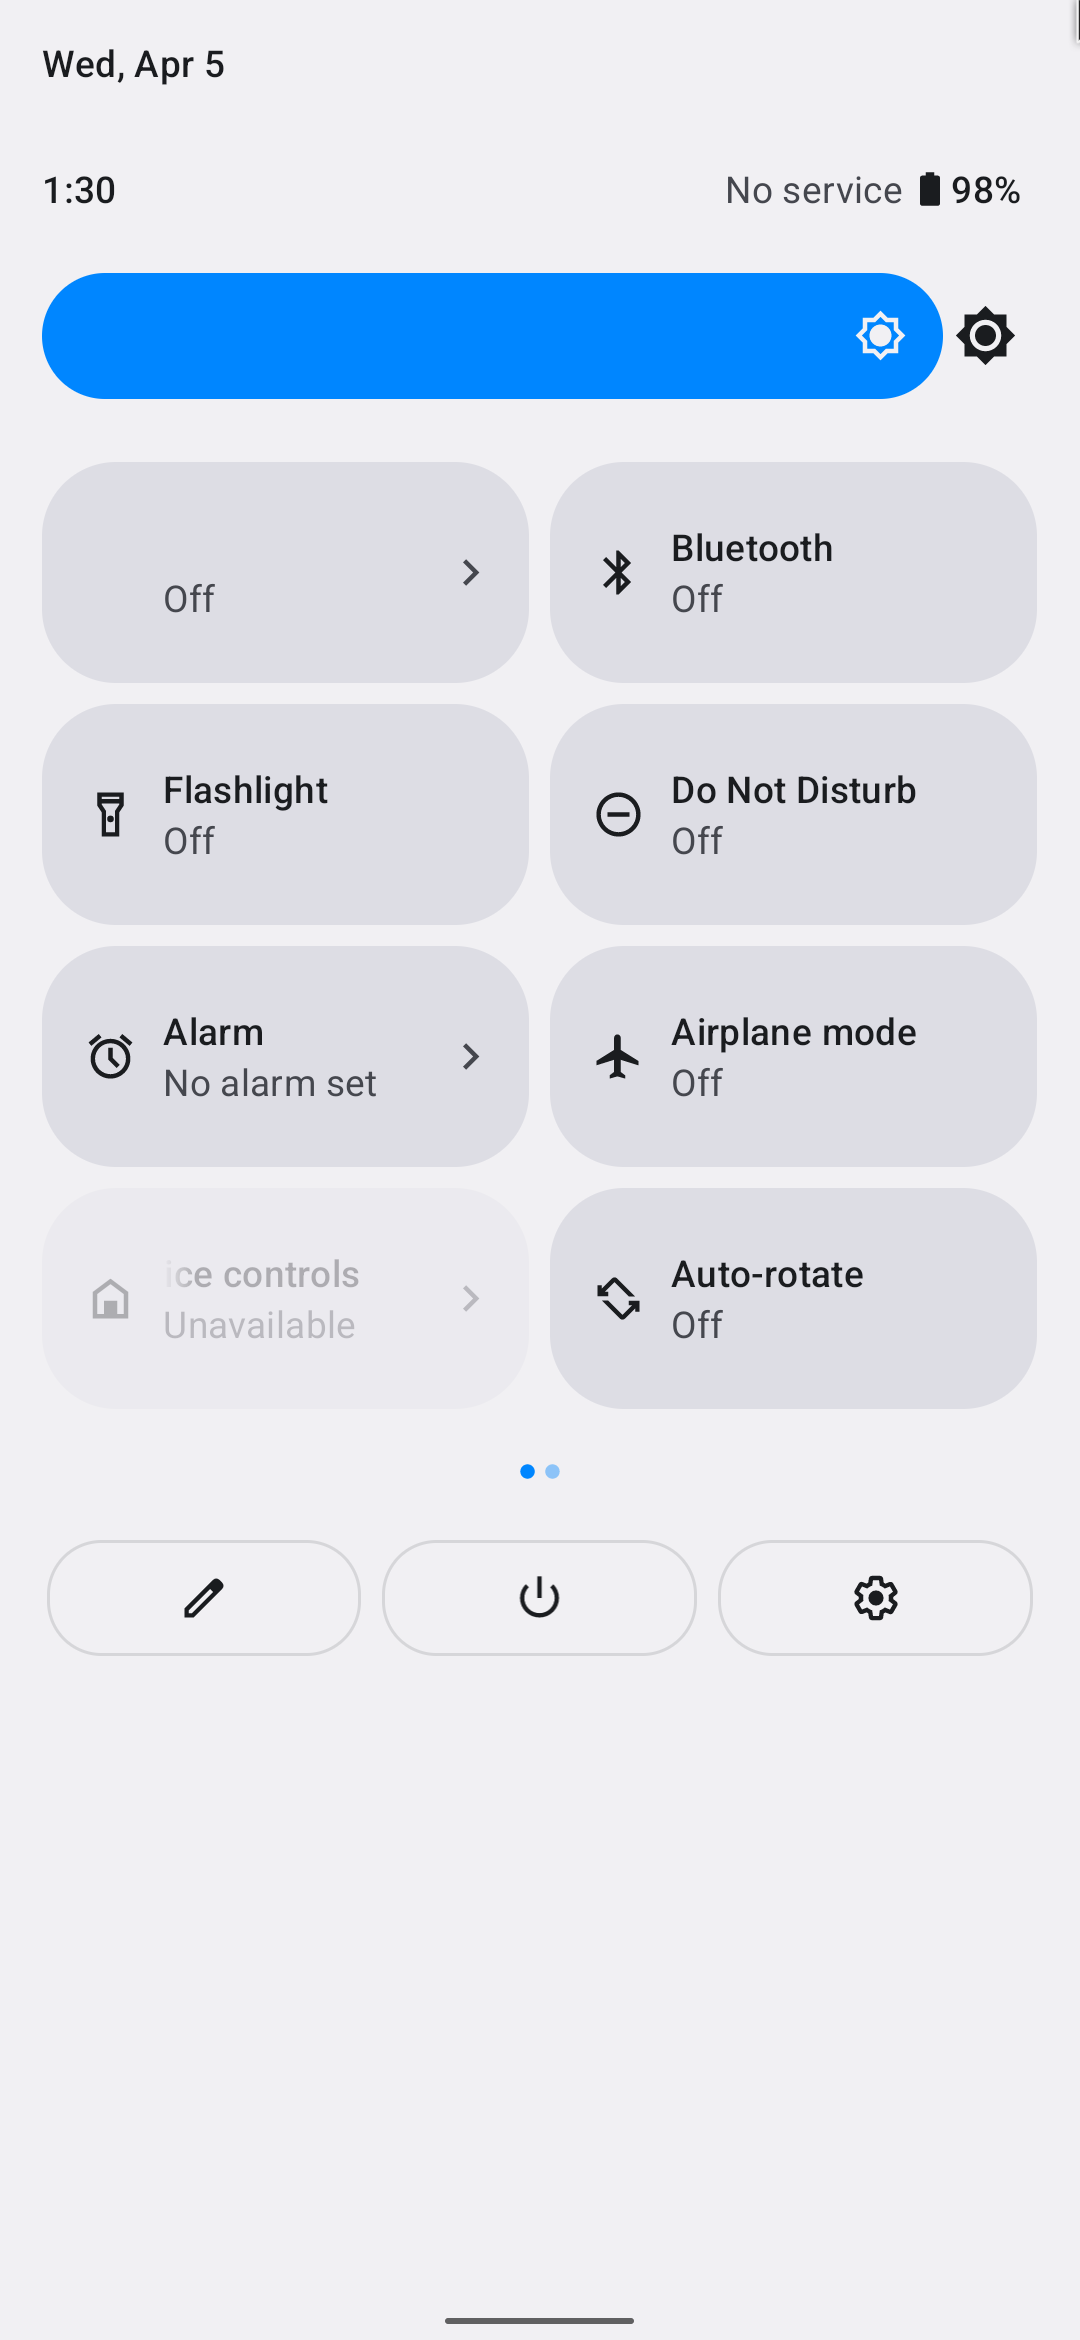 Wed, Apr 5
1:30
No service 98%
Off
Bluetooth
Off
Flashlight
Off
Do Not Disturb
Off
Alarm
No alarm set
Airplane mode
Off
ice controls
Unavailable
Auto-rotate
Off